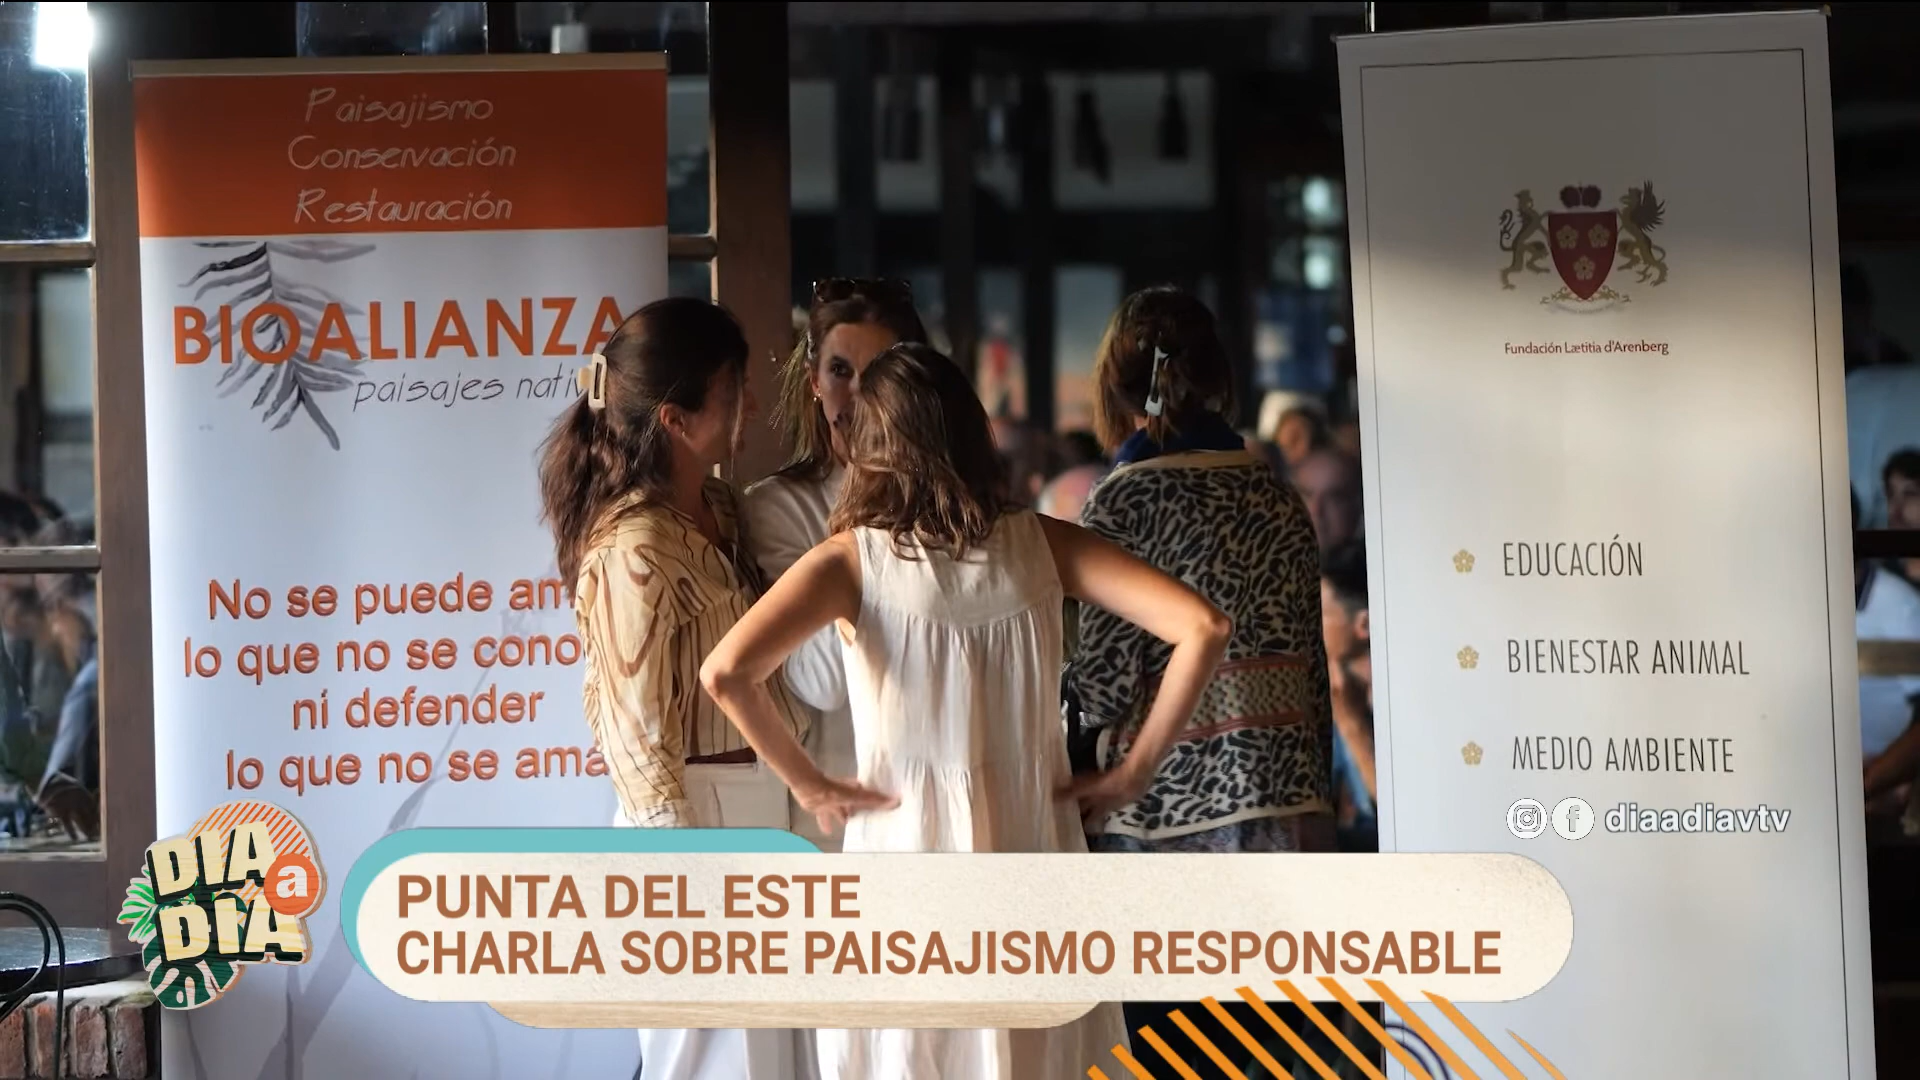 Paisajismo
Conservación
Restauración
BIOALIANZA
paisajes nativ
No se puede am
lo que no se cono
ni defender
lo que no se ama
Fundación Lætitia d'Arenberg
EDUCACIÓN
BIENESTAR ANIMAL
MEDIO AMBIENTE
diaadiavtv
DIA a DIA
PUNTA DEL ESTE
CHARLA SOBRE PAISAJISMO RESPONSABLE